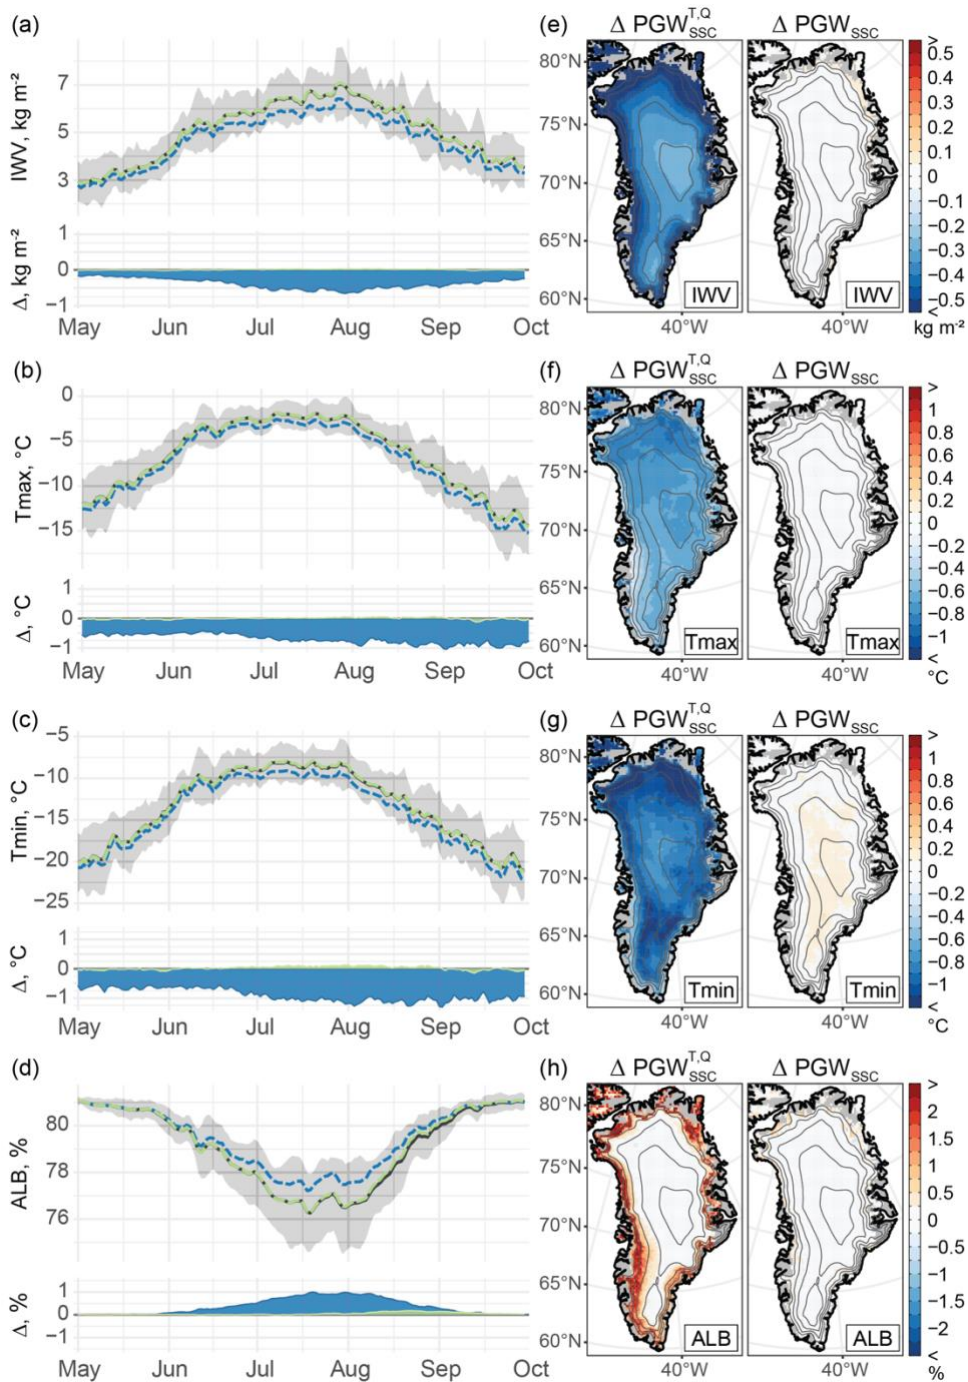 (a)
IWV, kg m⁻²
7
5
3
Δ, kg m⁻²
1
0
−1
May Jun Jul Aug Sep Oct
(e)
Δ PGW T,Q SSC
Δ PGW SSC
80°N
75°N
70°N
65°N
60°N
IWV
IWV
40°W
40°W
>
0.5
0.4
0.3
0.2
0.1
0
−0.1
−0.2
−0.3
−0.4
−0.5
<
kg m⁻²
(b)
Tmax, °C
0
−5
−10
−15
Δ, °C
1
0
−1
May Jun Jul Aug Sep Oct
(f)
Δ PGW T,Q SSC
Δ PGW SSC
80°N
75°N
70°N
65°N
60°N
Tmax
Tmax
40°W
40°W
>
1
0.8
0.6
0.4
0.2
0
−0.2
−0.4
−0.6
−0.8
−1
<
°C
(c)
Tmin, °C
−5
−10
−15
−20
−25
Δ, °C
1
0
−1
May Jun Jul Aug Sep Oct
(g)
Δ PGW T,Q SSC
Δ PGW SSC
80°N
75°N
70°N
65°N
60°N
Tmin
Tmin
40°W
40°W
>
1
0.8
0.6
0.4
0.2
0
−0.2
−0.4
−0.6
−0.8
−1
<
°C
(d)
ALB, %
80
78
76
Δ, %
1
0
−1
May Jun Jul Aug Sep Oct
(h)
Δ PGW T,Q SSC
Δ PGW SSC
80°N
75°N
70°N
65°N
60°N
ALB
ALB
40°W
40°W
>
2
1.5
1
0.5
0
−0.5
−1
−1.5
−2
<
%